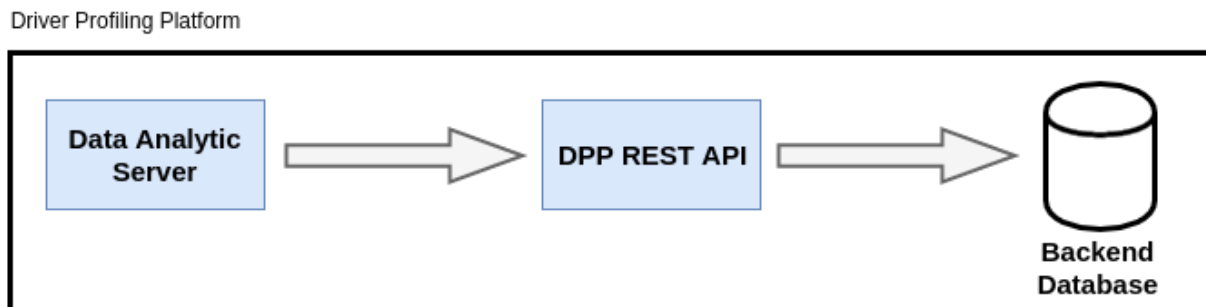 Driver Profiling Platform
Data Analytic
Server
DPP REST API
Backend
Database